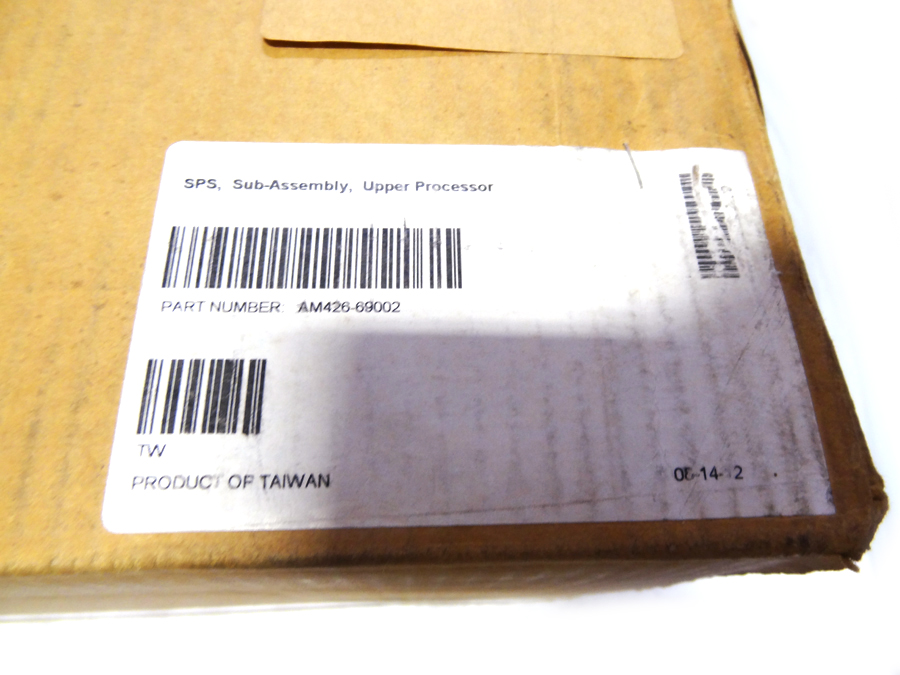 SPS, Sub-Assembly, Upper Processor
PART NUMBER: AM426-69002
TW
PRODUCT OF TAIWAN